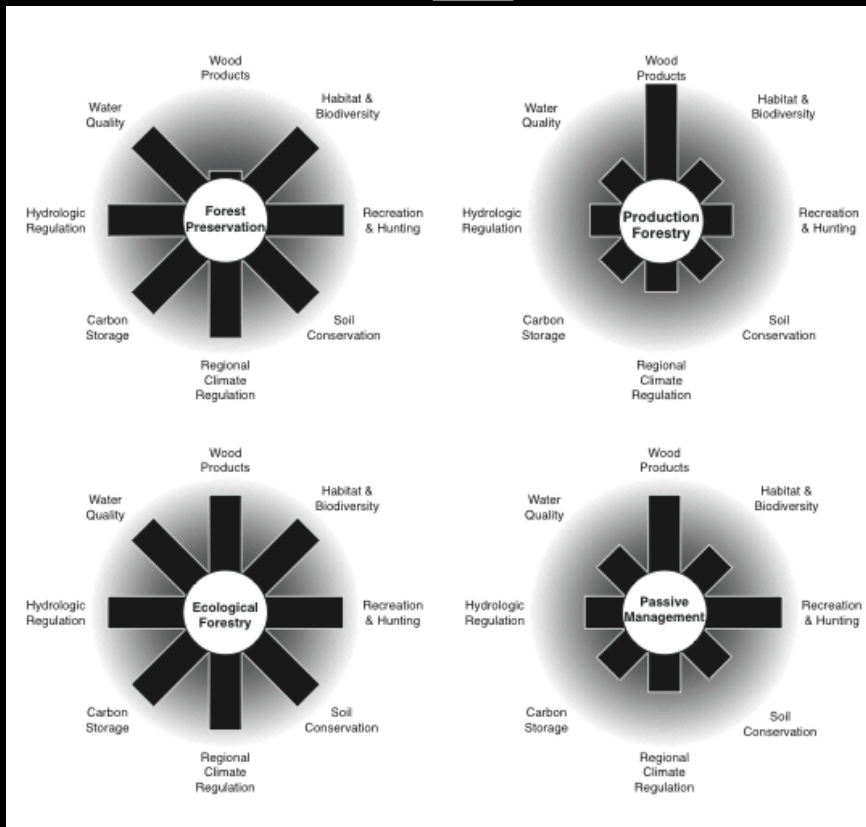 Wood
Products
Water
Quality
Habitat &
Biodiversity
Hydrologic
Regulation
Forest
Preservation
Recreation
& Hunting
Carbon
Storage
Soil
Conservation
Regional
Climate
Regulation
Wood
Products
Water
Quality
Habitat &
Biodiversity
Hydrologic
Regulation
Production
Forestry
Recreation
& Hunting
Carbon
Storage
Soil
Conservation
Regional
Climate
Regulation
Wood
Products
Water
Quality
Habitat &
Biodiversity
Hydrologic
Regulation
Ecological
Forestry
Recreation
& Hunting
Carbon
Storage
Soil
Conservation
Regional
Climate
Regulation
Wood
Products
Water
Quality
Habitat &
Biodiversity
Hydrologic
Regulation
Passive
Management
Recreation
& Hunting
Carbon
Storage
Soil
Conservation
Regional
Climate
Regulation